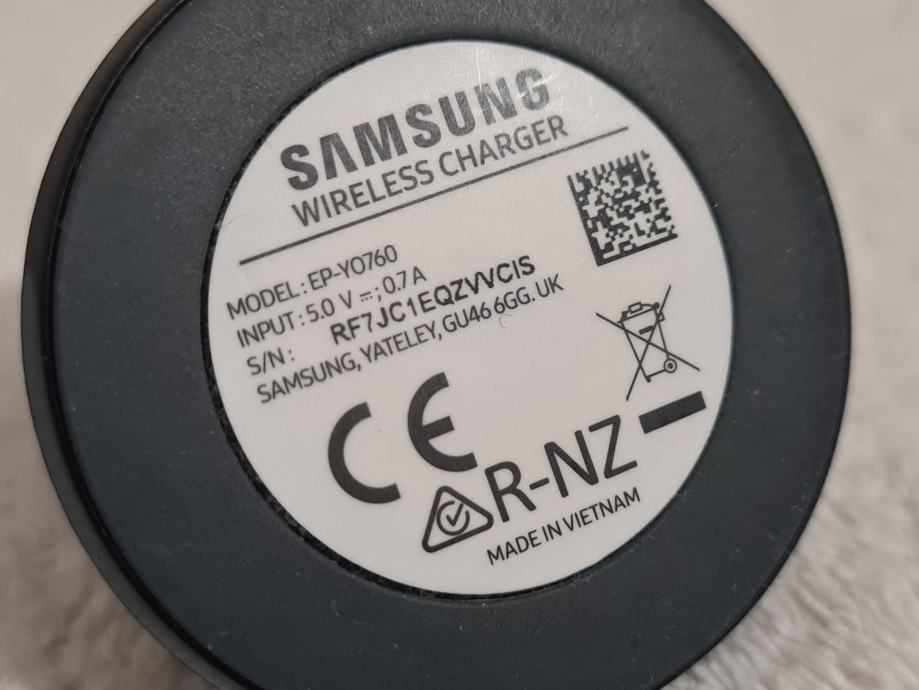 SAMSUNG
WIRELESS CHARGER
MODEL: EP-YO760
INPUT: 5.0 V ⎓; 0.7 A
S/N: RF7JC1EQZVVCIS
SAMSUNG, YATELEY, GU46 6GG. UK
CE
R-NZ
MADE IN VIETNAM